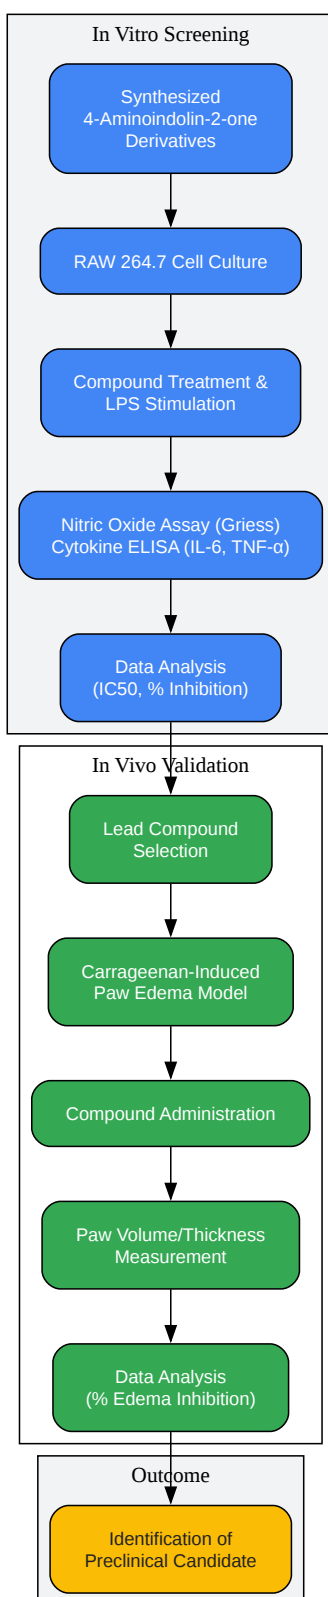 In Vitro Screening
Synthesized
4-Aminoindolin-2-one
Derivatives
RAW 264.7 Cell Culture
Compound Treatment &
LPS Stimulation
Nitric Oxide Assay (Griess)
Cytokine ELISA (IL-6, TNF-α)
Data Analysis
(IC50, % Inhibition)
In Vivo Validation
Lead Compound
Selection
Carrageenan-Induced
Paw Edema Model
Compound Administration
Paw Volume/Thickness
Measurement
Data Analysis
(% Edema Inhibition)
Outcome
Identification of
Preclinical Candidate